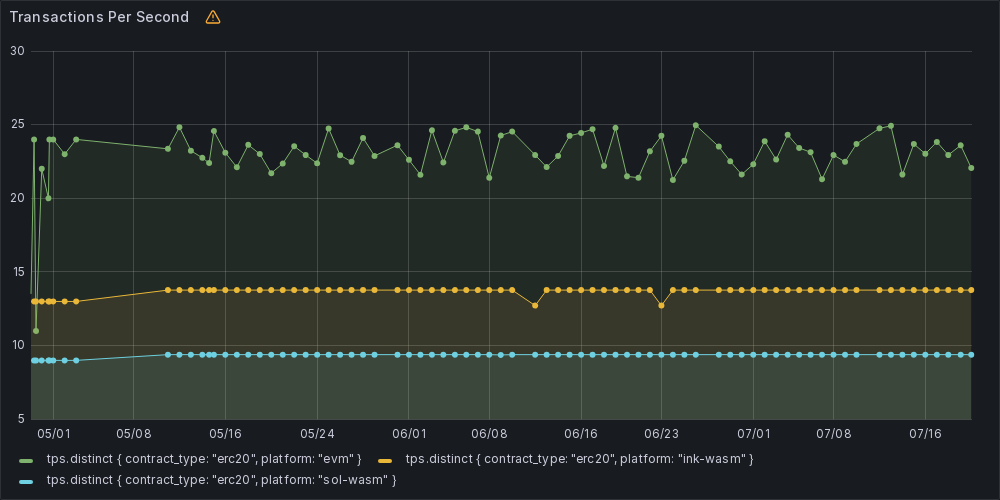 Transactions Per Second
30
25
20
15
10
5
05/01 05/08 05/16 05/24 06/01 06/08 06/16 06/23 07/01 07/08 07/16
tps.distinct { contract_type: "erc20", platform: "evm" } tps.distinct { contract_type: "erc20", platform: "ink-wasm" }
tps.distinct { contract_type: "erc20", platform: "sol-wasm" }